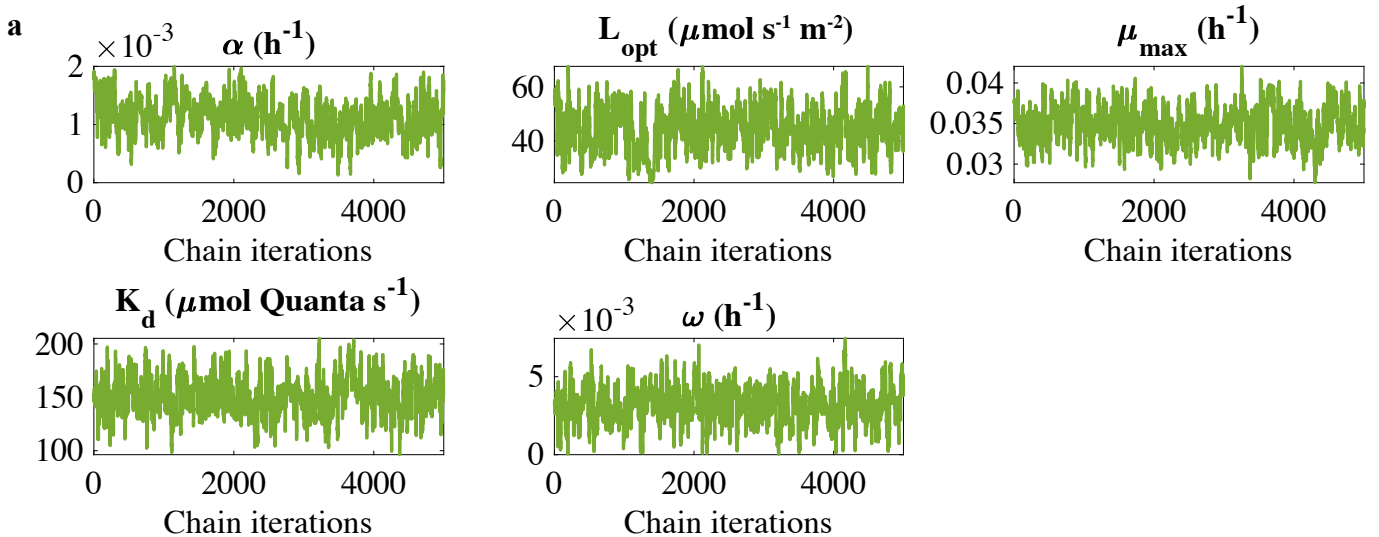 a
×10⁻³ α (h⁻¹)
2
1
0
0 2000 4000
Chain iterations
L_opt (μmol s⁻¹ m⁻²)
60
40
0 2000 4000
Chain iterations
μ_max (h⁻¹)
0.04
0.035
0.03
0 2000 4000
Chain iterations
K_d (μmol Quanta s⁻¹)
200
150
100
0 2000 4000
Chain iterations
×10⁻³ ω (h⁻¹)
5
0
0 2000 4000
Chain iterations